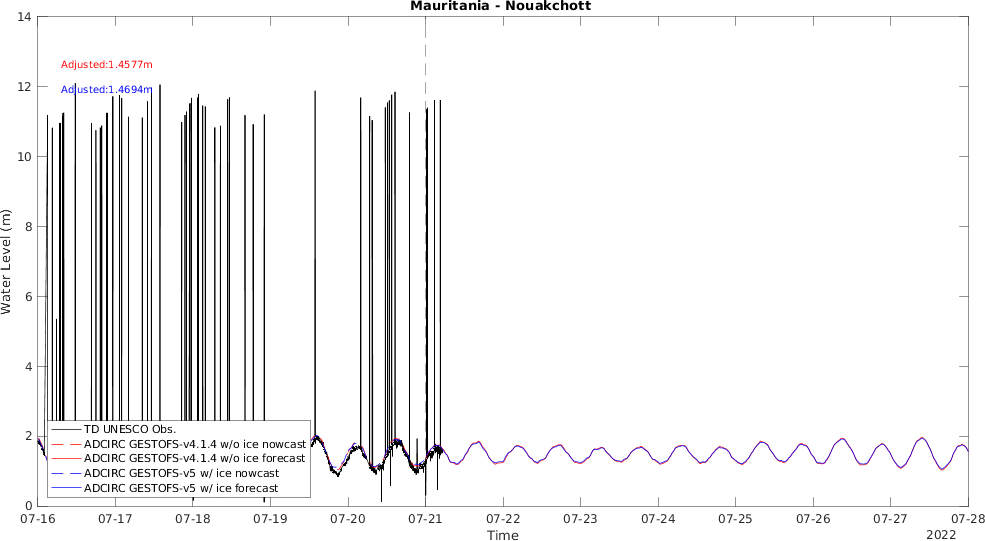 Mauritania - Nouakchott
14
12
10
8
6
4
2
0
Water Level (m)
Adjusted:1.4577m
Adjusted:1.4694m
TD UNESCO Obs.
ADCIRC GESTOFS-v4.1.4 w/o ice nowcast
ADCIRC GESTOFS-v4.1.4 w/o ice forecast
ADCIRC GESTOFS-v5 w/ ice nowcast
ADCIRC GESTOFS-v5 w/ ice forecast
07-16 07-17 07-18 07-19 07-20 07-21 07-22 07-23 07-24 07-25 07-26 07-27 07-28
Time
2022